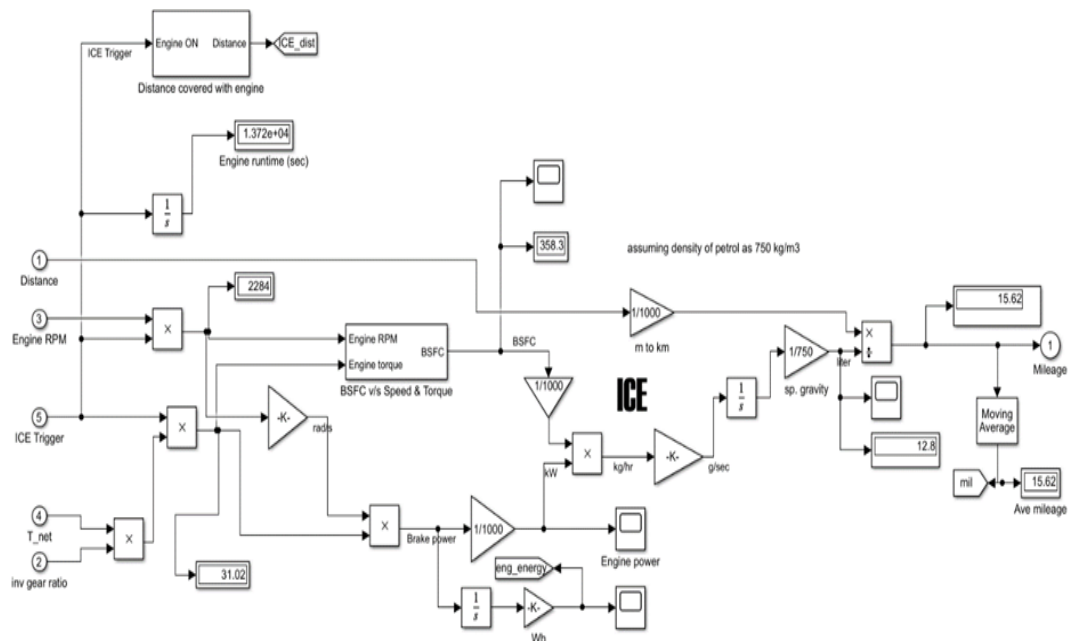 ICE Trigger
Engine ON
Distance
ICE_dist
Distance covered with engine
1.372e+04
Engine runtime (sec)
1
s
358.3
assuming density of petrol as 750 kg/m3
1
Distance
2284
3
Engine RPM
×
Engine RPM
Engine torque
BSFC
BSFC v/s Speed & Torque
BSFC
1/1000
m to km
1/750
sp. gravity
×
÷
liter
15.62
1
Mileage
1/1000
ICE
1
s
5
ICE Trigger
×
-K-
rad/s
×
kg/hr
-K-
g/sec
12.8
Moving
Average
mil
15.62
Ave mileage
kW
4
T_net
2
inv gear ratio
×
31.02
×
Brake power
1/1000
Engine power
eng_energy
1
s
-K-
Wh